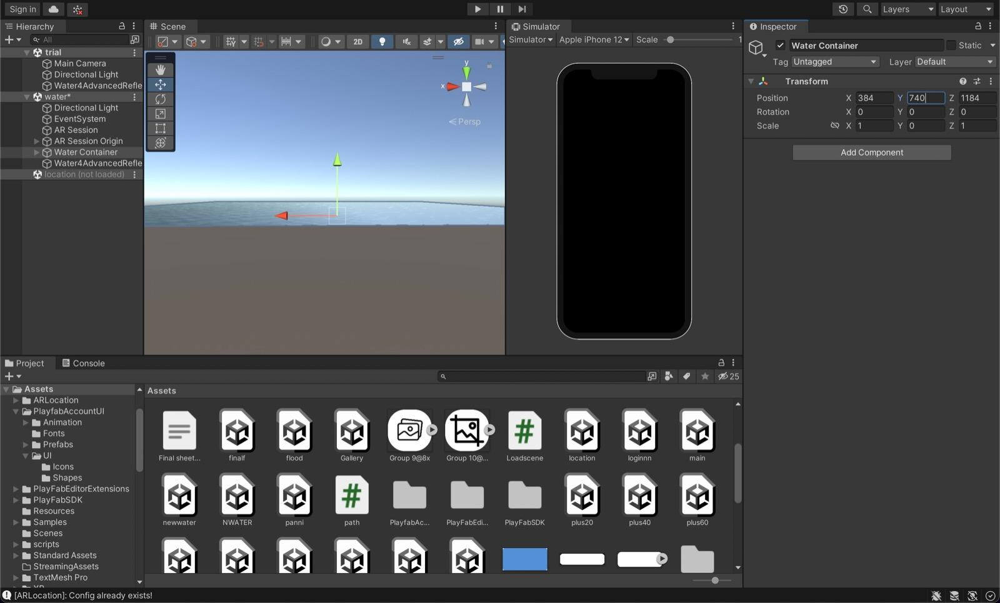 Sign in
Layers
Layout
Hierarchy
All
trial
Main Camera
Directional Light
Water4AdvancedRefle
water*
Directional Light
EventSystem
AR Session
AR Session Origin
Water Container
Water4AdvancedRefle
location (not loaded)
Scene
2D
y
x
Persp
Simulator
Simulator
Apple iPhone 12
Scale
1
Inspector
Water Container
Static
Tag
Untagged
Layer
Default
Transform
Position
X 384
Y 740
Z 1184
Rotation
X 0
Y 0
Z 0
Scale
X 1
Y 0
Z 1
Add Component
Project
Console
25
Assets
ARLocation
PlayfabAccountUI
Animation
Fonts
Prefabs
UI
Icons
Shapes
PlayFabEditorExtensions
PlayFabSDK
Resources
Samples
Scenes
scripts
Standard Assets
StreamingAssets
TextMesh Pro
XR
Assets
Final sheet...
finalf
flood
Gallery
Group 9@8x
Group 10@...
Loadscene
location
loginnn
main
newwater
NWATER
panni
path
PlayfabAc...
PlayFabEdi...
PlayFabSDK
plus20
plus40
plus60
[ARLocation]: Config already exists!